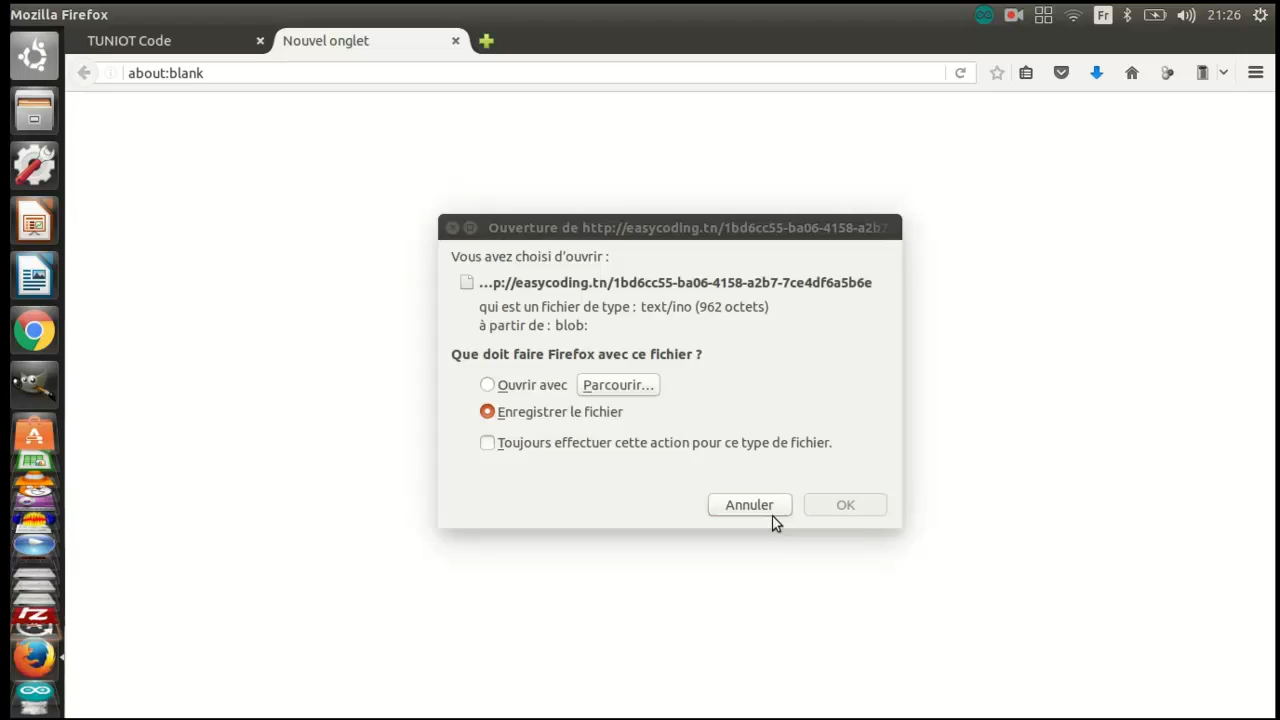 Mozilla Firefox
Fr
21:26
TUNIOT Code
Nouvel onglet
about:blank
Ouverture de http://easycoding.tn/1bd6cc55-ba06-4158-a2b7
Vous avez choisi d'ouvrir :
...p://easycoding.tn/1bd6cc55-ba06-4158-a2b7-7ce4df6a5b6e
qui est un fichier de type : text/ino (962 octets)
à partir de : blob:
Que doit faire Firefox avec ce fichier ?
Ouvrir avec Parcourir...
Enregistrer le fichier
Toujours effectuer cette action pour ce type de fichier.
Annuler OK